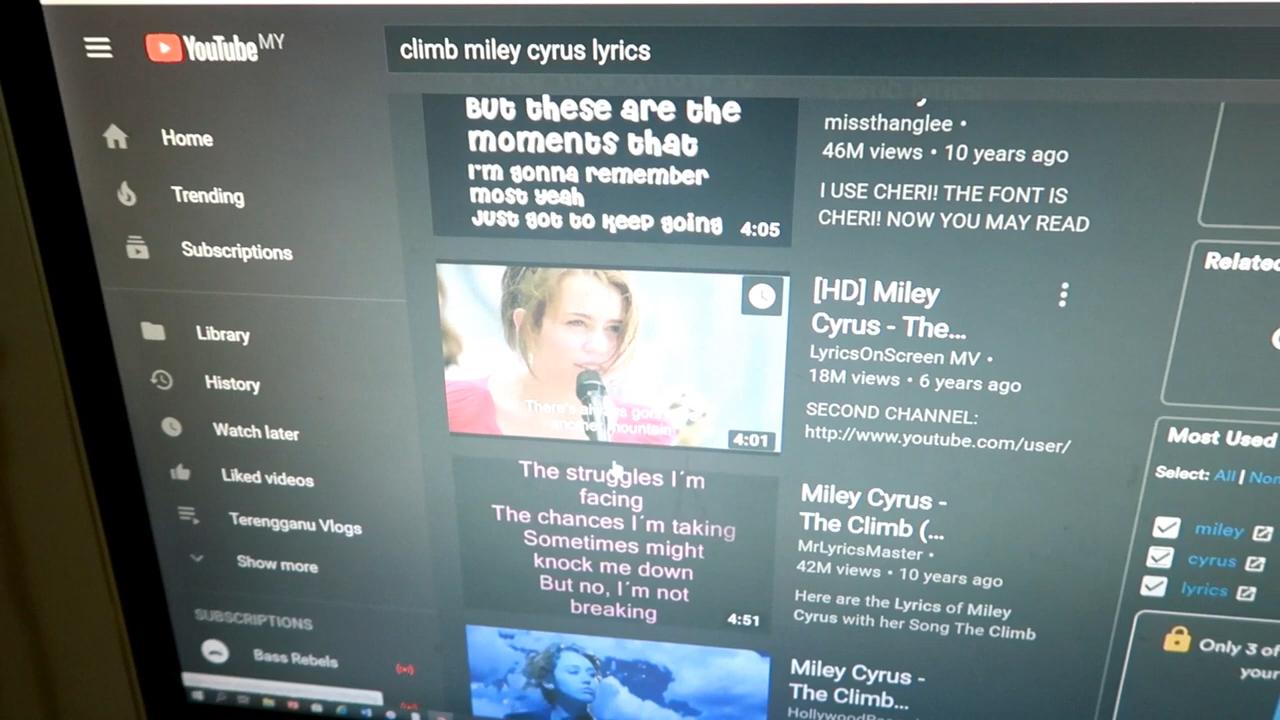 YouTube MY
climb miley cyrus lyrics
Home
Trending
Subscriptions
Library
History
Watch later
Liked videos
Terengganu Vlogs
Show more
SUBSCRIPTIONS
Bass Rebels
But these are the
moments that
I'm gonna remember
most yeah
Just got to keep going
4:05
missthanglee •
46M views • 10 years ago
I USE CHERI! THE FONT IS
CHERI! NOW YOU MAY READ
There's always gonna
another mountain
4:01
[HD] Miley
Cyrus - The...
LyricsOnScreen MV •
18M views • 6 years ago
SECOND CHANNEL:
http://www.youtube.com/user/
The struggles I´m
facing
The chances I´m taking
Sometimes might
knock me down
But no, I´m not
breaking
4:51
Miley Cyrus -
The Climb (...
MrLyricsMaster •
42M views • 10 years ago
Here are the Lyrics of Miley
Cyrus with her Song The Climb
Miley Cyrus -
The Climb...
Related
Most Used
Select: All | Non
miley
cyrus
lyrics
Only 3 of
your